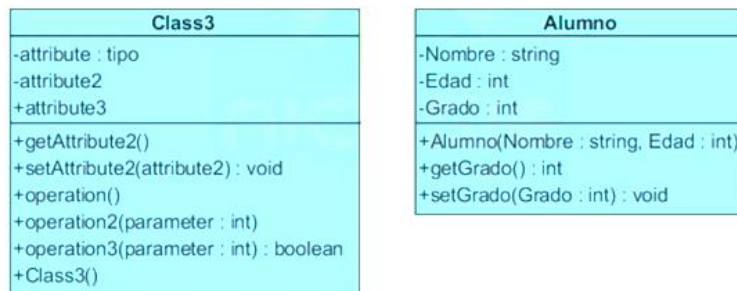 Class3
-attribute : tipo
-attribute2
+attribute3
+getAttribute2()
+setAttribute2(attribute2) : void
+operation()
+operation2(parameter : int)
+operation3(parameter : int) : boolean
+Class3()
Alumno
-Nombre : string
-Edad : int
-Grado : int
+Alumno(Nombre : string, Edad : int)
+getGrado() : int
+setGrado(Grado : int) : void